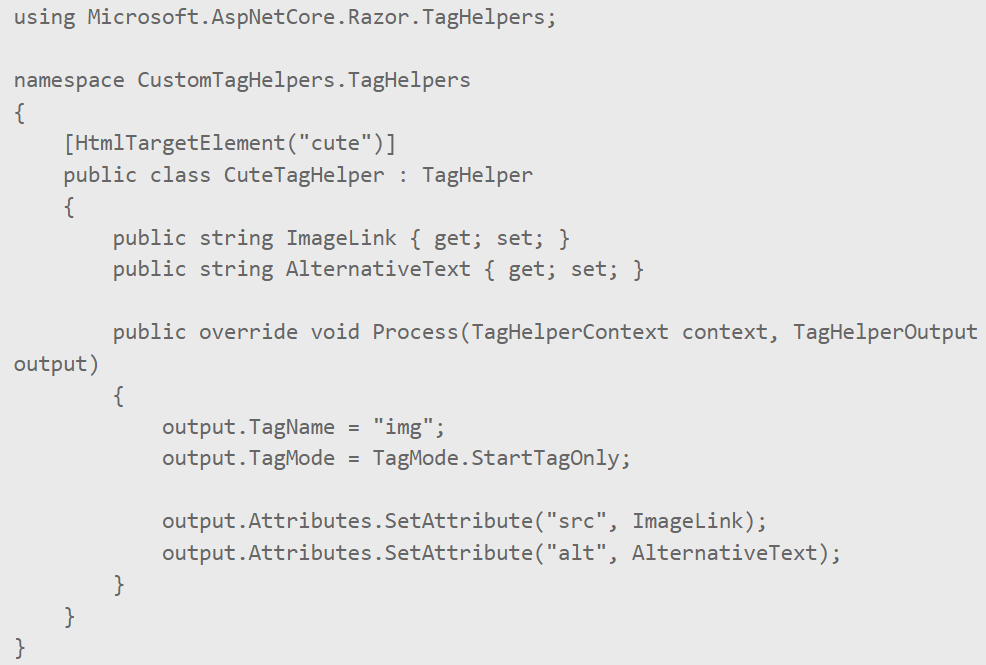 using Microsoft.AspNetCore.Razor.TagHelpers;

namespace CustomTagHelpers.TagHelpers
{
    [HtmlTargetElement("cute")]
    public class CuteTagHelper : TagHelper
    {
        public string ImageLink { get; set; }
        public string AlternativeText { get; set; }

        public override void Process(TagHelperContext context, TagHelperOutput
output)
        {
            output.TagName = "img";
            output.TagMode = TagMode.StartTagOnly;

            output.Attributes.SetAttribute("src", ImageLink);
            output.Attributes.SetAttribute("alt", AlternativeText);
        }
    }
}